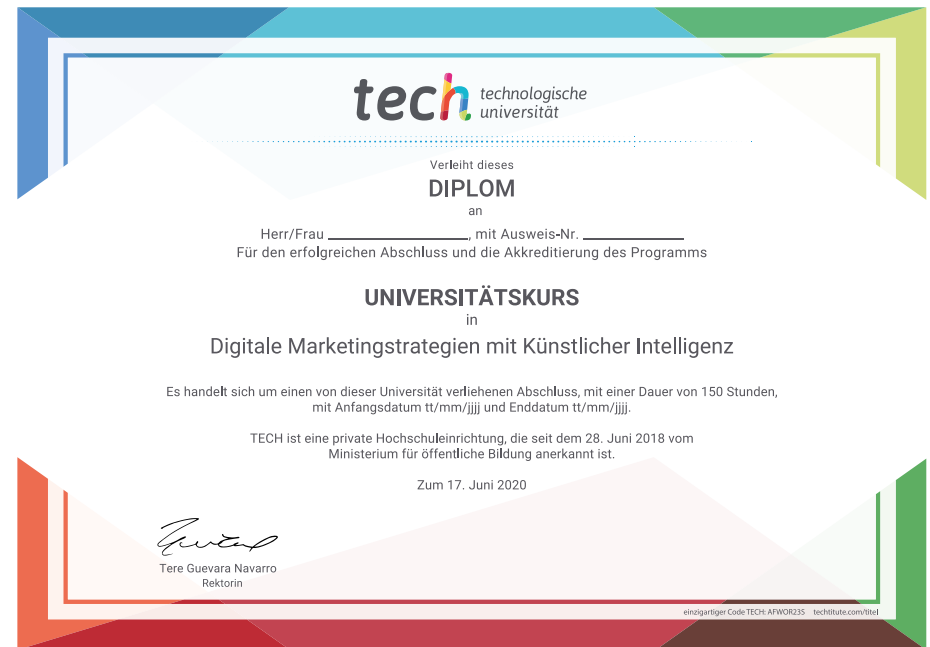 tech technologische
universität
Verleiht dieses
DIPLOM
an
Herr/Frau ____________, mit Ausweis-Nr. ____________
Für den erfolgreichen Abschluss und die Akkreditierung des Programms
UNIVERSITÄTSKURS
in
Digitale Marketingstrategien mit Künstlicher Intelligenz
Es handelt sich um einen von dieser Universität verliehenen Abschluss, mit einer Dauer von 150 Stunden,
mit Anfangsdatum tt/mm/jjjj und Enddatum tt/mm/jjjj.
TECH ist eine private Hochschuleinrichtung, die seit dem 28. Juni 2018 vom
Ministerium für öffentliche Bildung anerkannt ist.
Zum 17. Juni 2020
Tere Guevara Navarro
Rektorin
einzigartiger Code TECH: AFWOR23S techtitute.com/titel